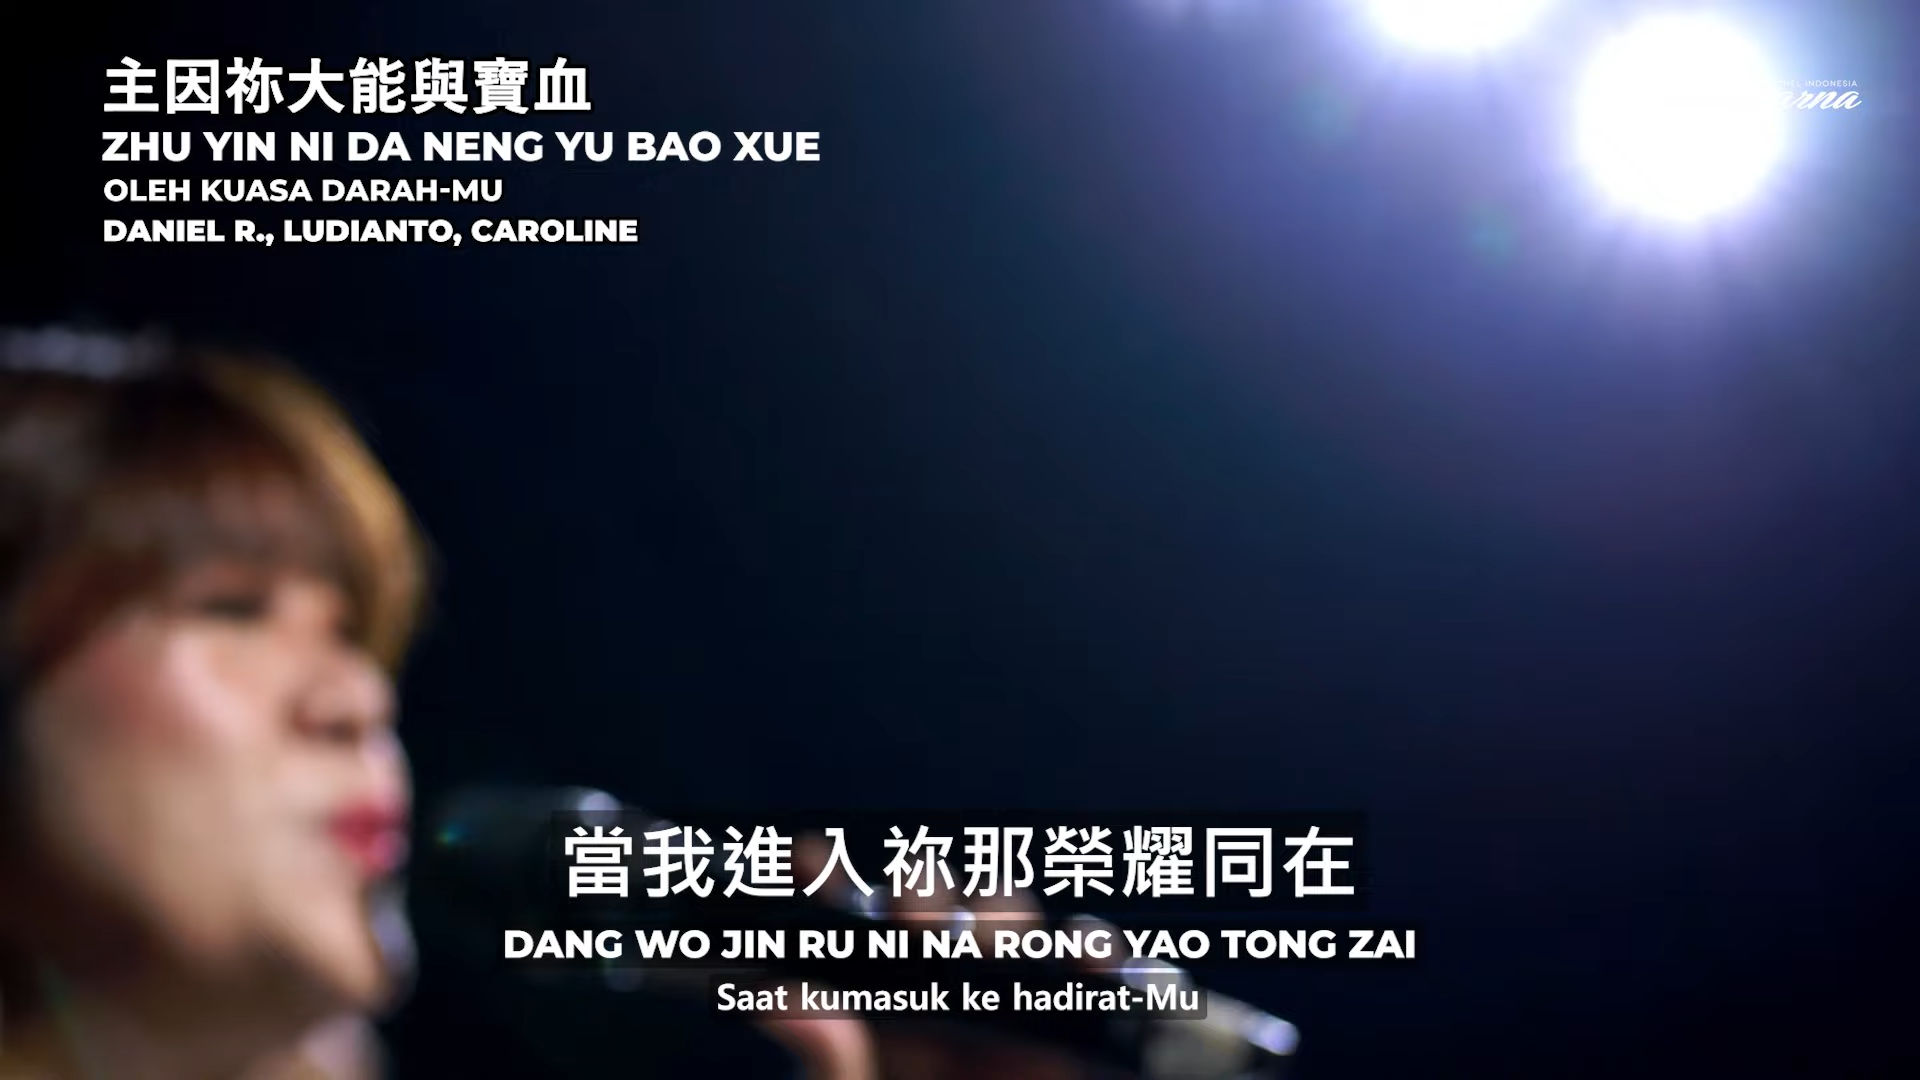 主因祢大能與寶血
ZHU YIN NI DA NENG YU BAO XUE
OLEH KUASA DARAH-MU
DANIEL R., LUDIANTO, CAROLINE
INDONESIA
當我進入祢那榮耀同在
DANG WO JIN RU NI NA RONG YAO TONG ZAI
Saat kumasuk ke hadirat-Mu